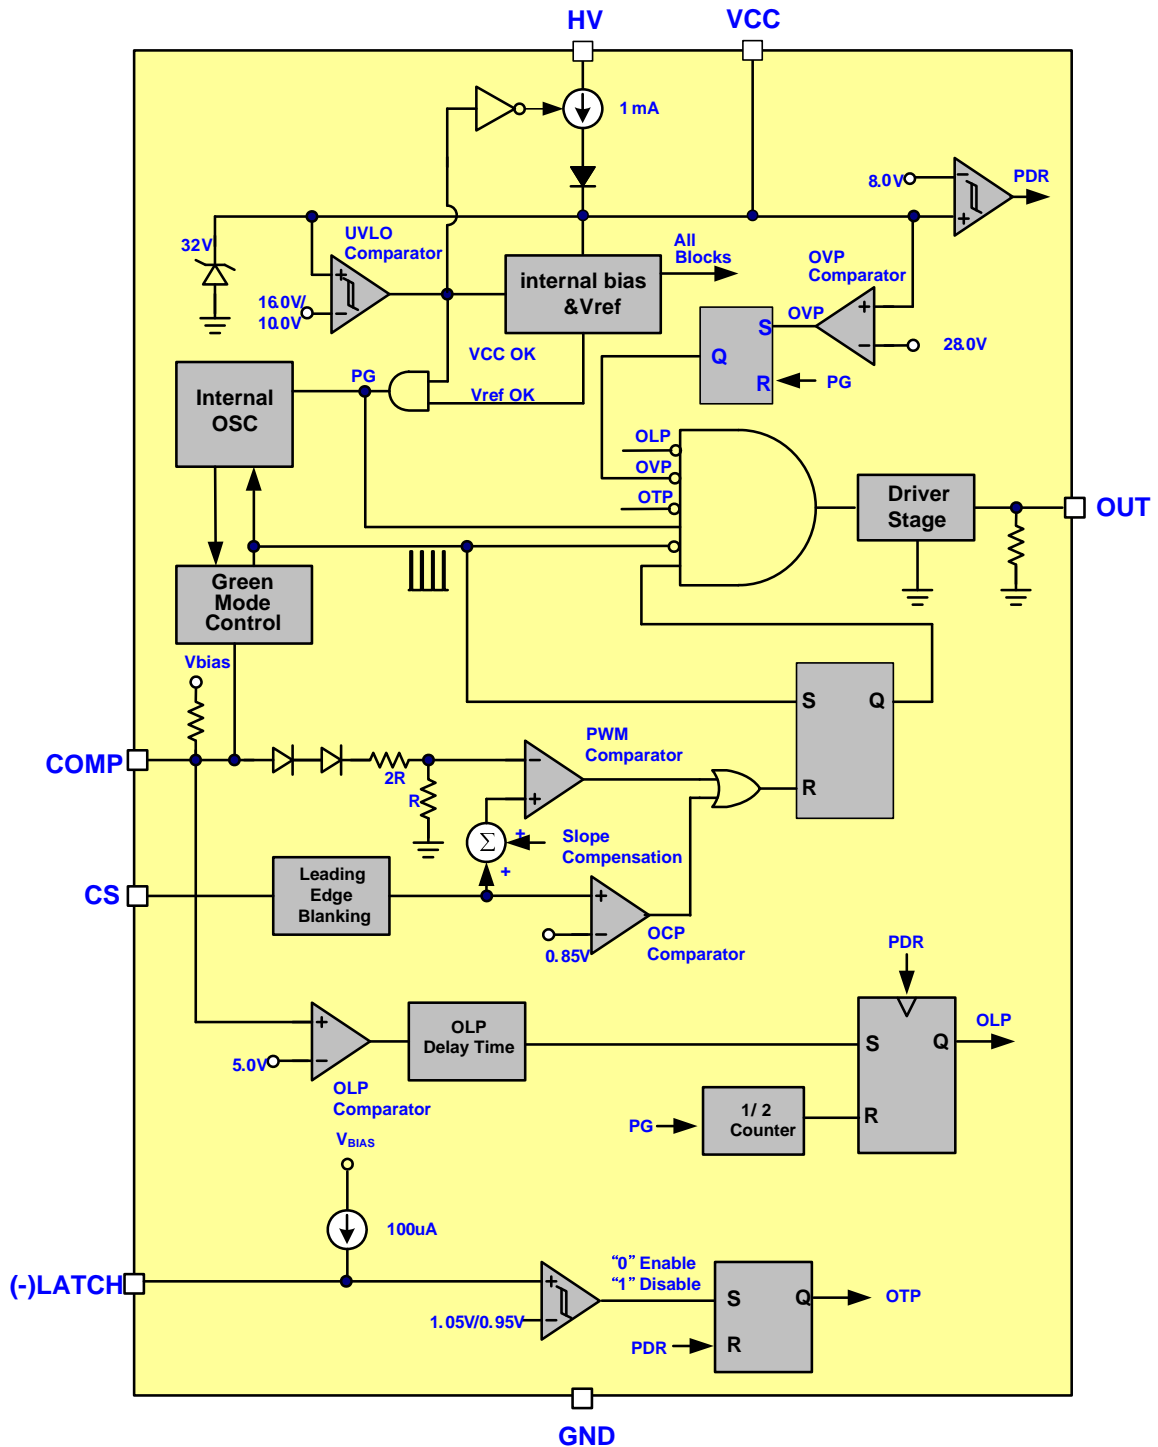 HV
VCC
1 mA
8.0V
PDR
32V
UVLO
Comparator
All
Blocks
OVP
Comparator
+
−
internal bias
&Vref
16.0V/
10.0V
OVP
+
−
28.0V
S
Q
R
PG
VCC OK
Vref OK
PG
Internal
OSC
OLP
OVP
OTP
Driver
Stage
OUT
Green
Mode
Control
Vbias
S
Q
R
COMP
2R
R
PWM
Comparator
−
+
Σ
+
+
Slope
Compensation
CS
Leading
Edge
Blanking
+
−
0.85V
OCP
Comparator
PDR
+
−
5.0V
OLP
Delay Time
OLP
Comparator
S
Q
OLP
R
PG
1/ 2
Counter
VBIAS
100uA
(-)LATCH
+
−
1.05V/0.95V
“0” Enable
“1” Disable
S
Q
OTP
PDR
R
GND